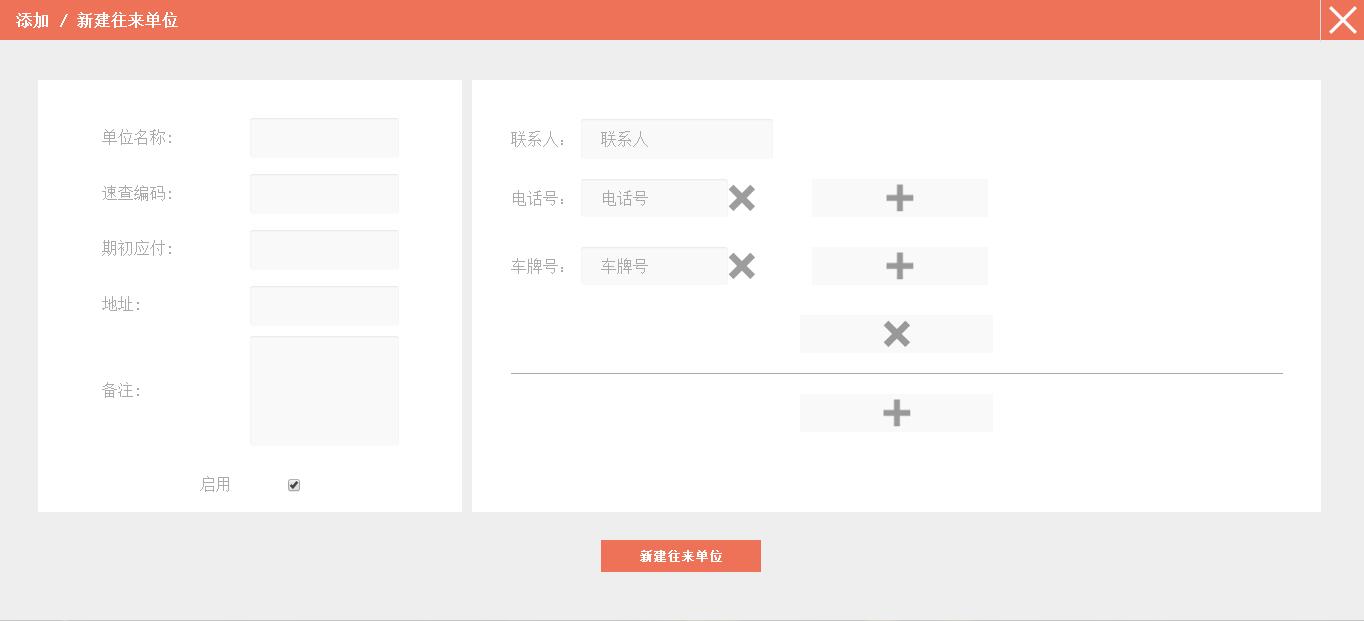 添加 / 新建往来单位
单位名称:
速查编码:
期初应付:
地址:
备注:
启用
联系人: 联系人
电话号: 电话号
车牌号: 车牌号
新建往来单位